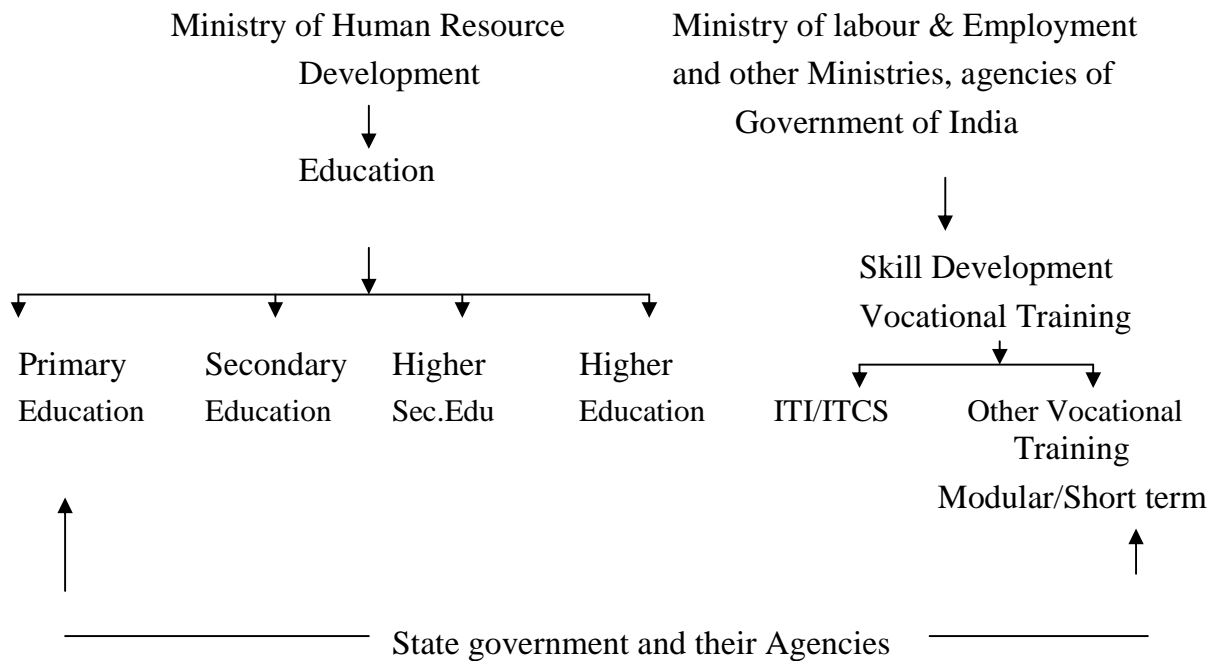 Ministry of Human Resource
Development
Education
Primary
Education
Secondary
Education
Higher
Sec.Edu
Higher
Education
Ministry of labour & Employment
and other Ministries, agencies of
Government of India
Skill Development
Vocational Training
ITI/ITCS
Other Vocational
Training
Modular/Short term
State government and their Agencies